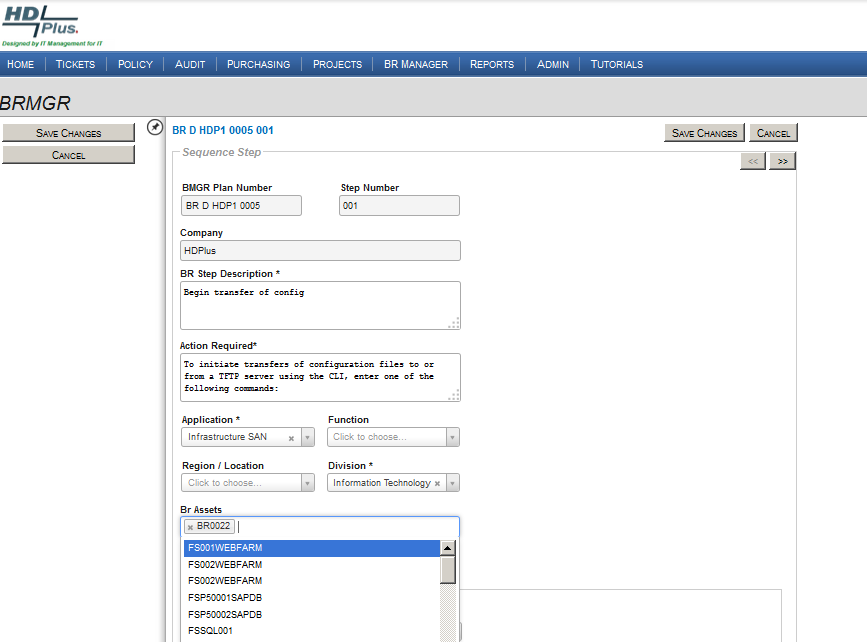 HD
Plus.
Designed by IT Management for IT
HOME TICKETS POLICY AUDIT PURCHASING PROJECTS BR MANAGER REPORTS ADMIN TUTORIALS
BRMGR
SAVE CHANGES
CANCEL
BR D HDP1 0005 001
SAVE CHANGES CANCEL
Sequence Step
<< >>
BMGR Plan Number Step Number
BR D HDP1 0005 001
Company
HDPlus
BR Step Description *
Begin transfer of config
Action Required*
To initiate transfers of configuration files to or
from a TFTP server using the CLI, enter one of the
following commands:
Application * Function
Infrastructure SAN Click to choose...
Region / Location Division *
Click to choose... Information Technology
Br Assets
BR0022
FS001WEBFARM
FS002WEBFARM
FS002WEBFARM
FSP50001SAPDB
FSP50002SAPDB
FSSQL001